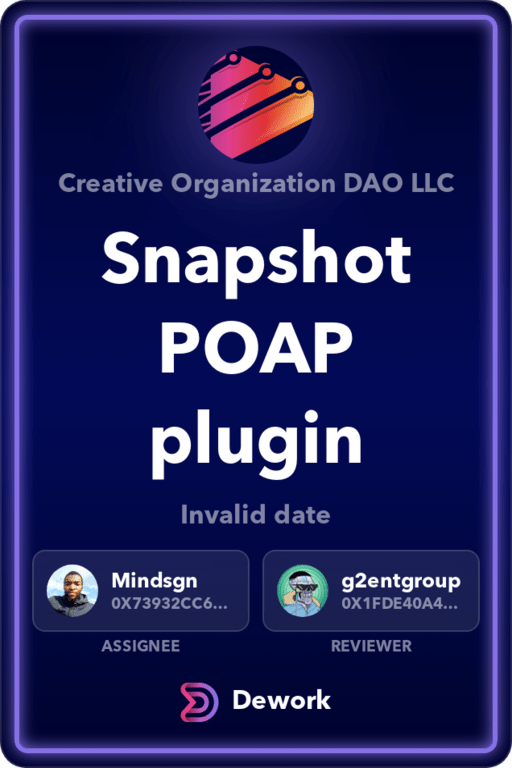 Creative Organization DAO LLC
Snapshot
POAP
plugin
Invalid date
Mindsgn
0X73932CC6...
g2entgroup
0X1FDE40A4...
ASSIGNEE
REVIEWER
Dework